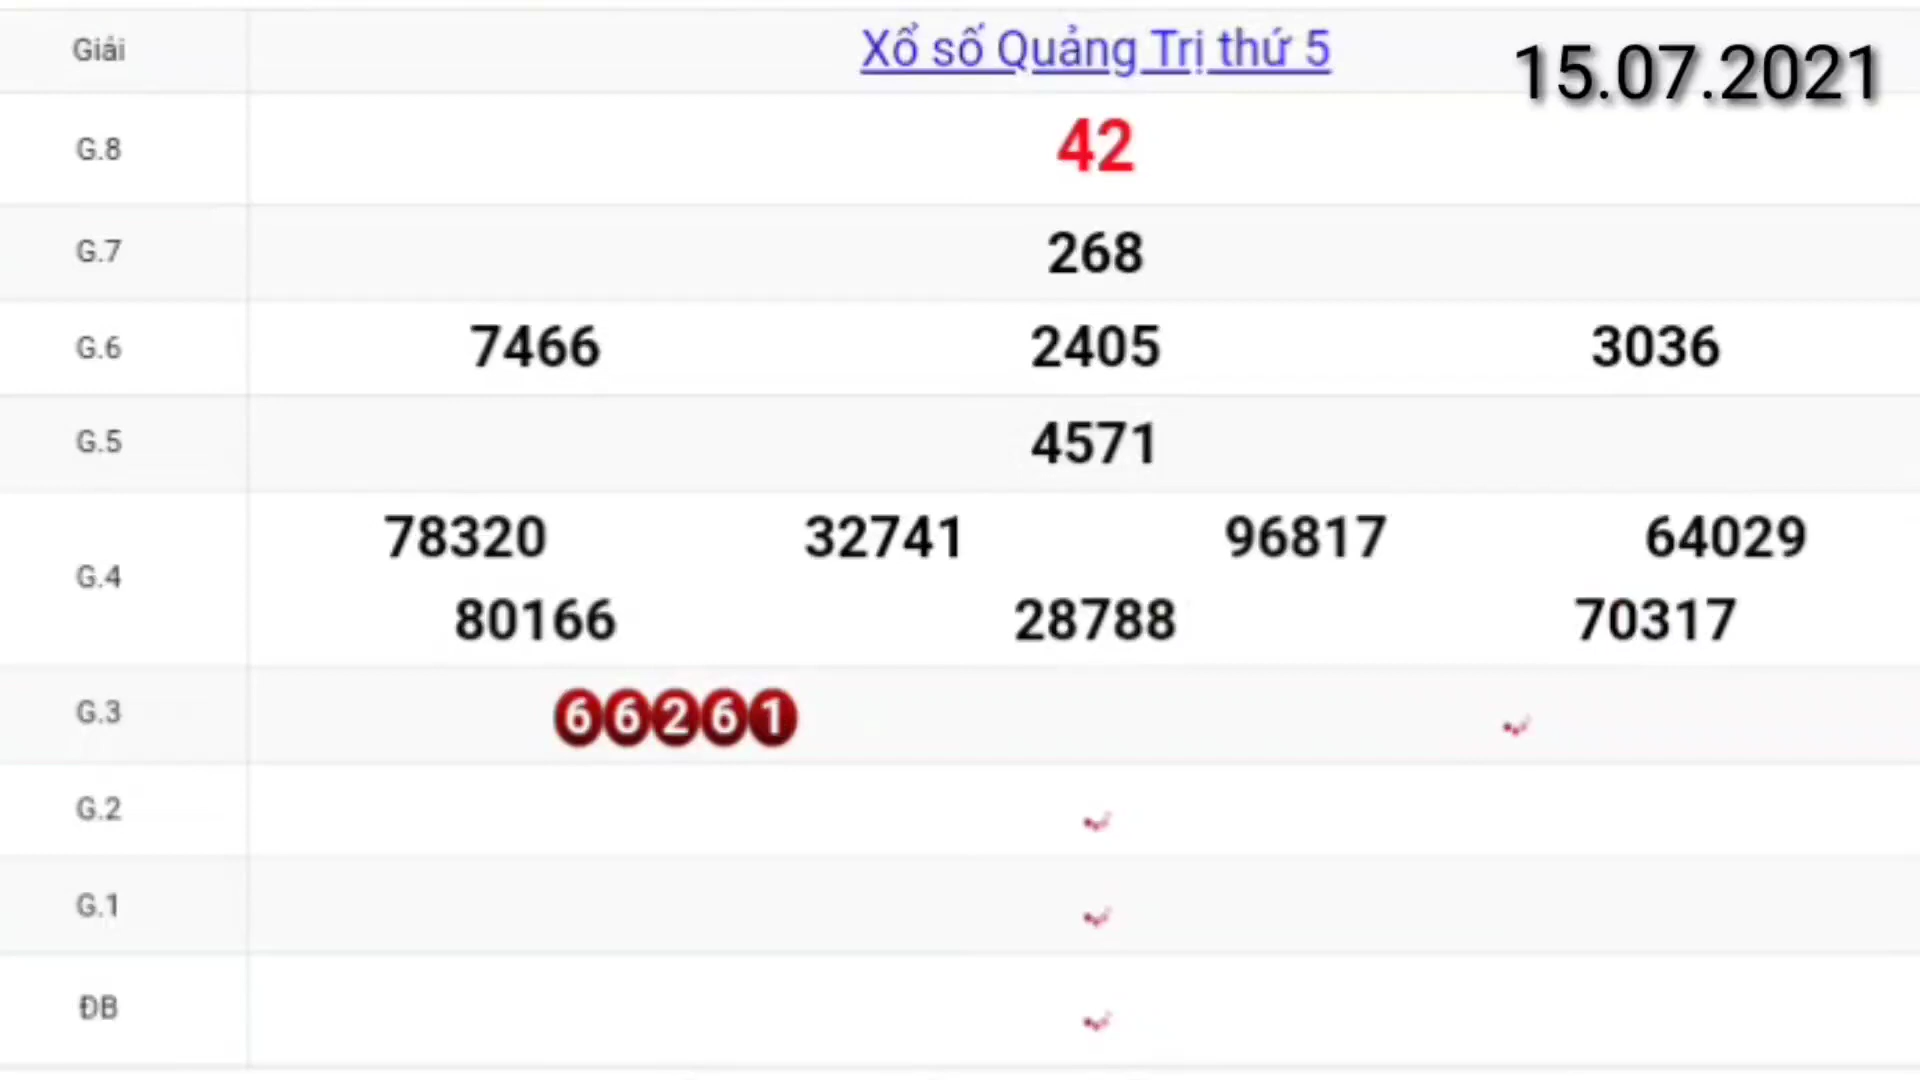 Giải Xổ số Quảng Trị thứ 5 15.07.2021
G.8 42
G.7 268
G.6 7466 2405 3036
G.5 4571
G.4 78320 32741 96817 64029
80166 28788 70317
G.3 66261
G.2
G.1
ĐB